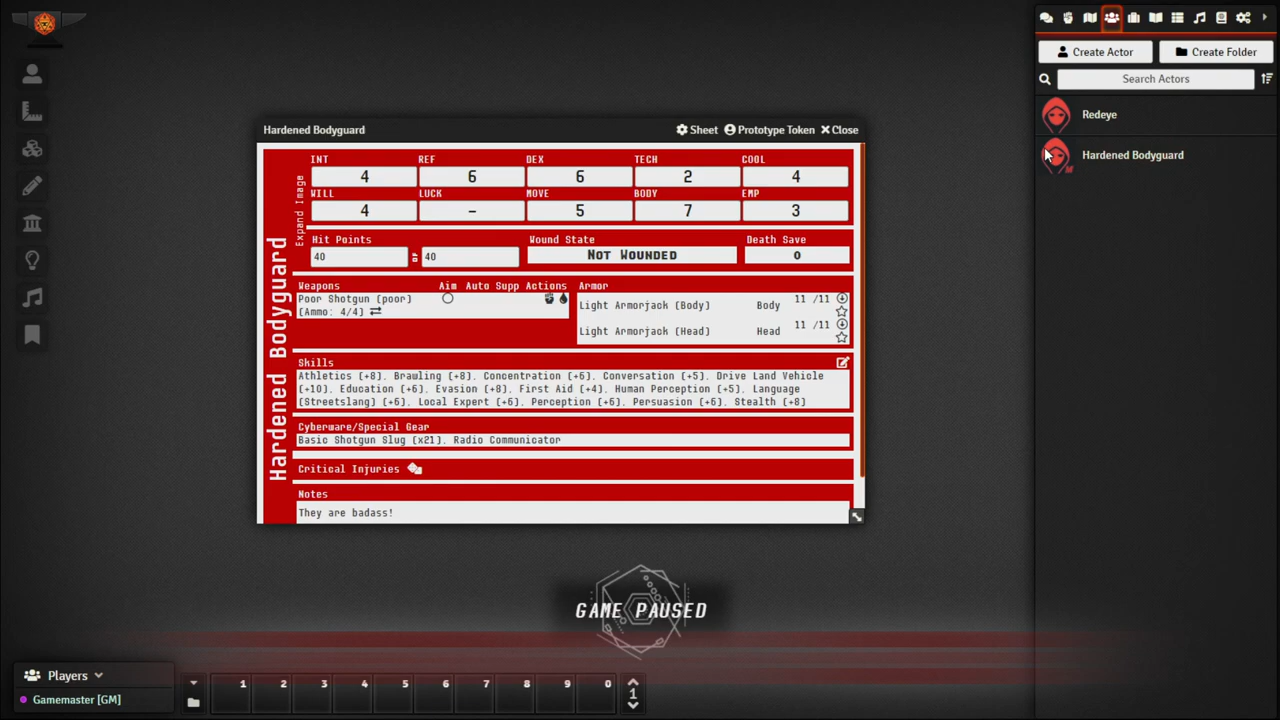 Create Actor
Create Folder
Search Actors
Redeye
Hardened Bodyguard
Hardened Bodyguard
Sheet
Prototype Token
Close
Hardened Bodyguard
Expand Image
INT REF DEX TECH COOL
4 6 6 2 4
WILL LUCK MOVE BODY EMP
4 – 5 7 3
Hit Points Wound State Death Save
40 OF 40 Not Wounded 0
Weapons Aim Auto Supp Actions Armor
Poor Shotgun (poor)
(Ammo: 4/4)
Light Armorjack (Body) Body 11 /11
Light Armorjack (Head) Head 11 /11
Skills
Athletics (+8), Brawling (+8), Concentration (+6), Conversation (+5), Drive Land Vehicle
(+10), Education (+6), Evasion (+8), First Aid (+4), Human Perception (+5), Language
(Streetslang) (+6), Local Expert (+6), Perception (+6), Persuasion (+6), Stealth (+8)
Cyberware/Special Gear
Basic Shotgun Slug (x21), Radio Communicator
Critical Injuries
Notes
They are badass!
GAME PAUSED
Players
Gamemaster [GM]
1 2 3 4 5 6 7 8 9 0
1